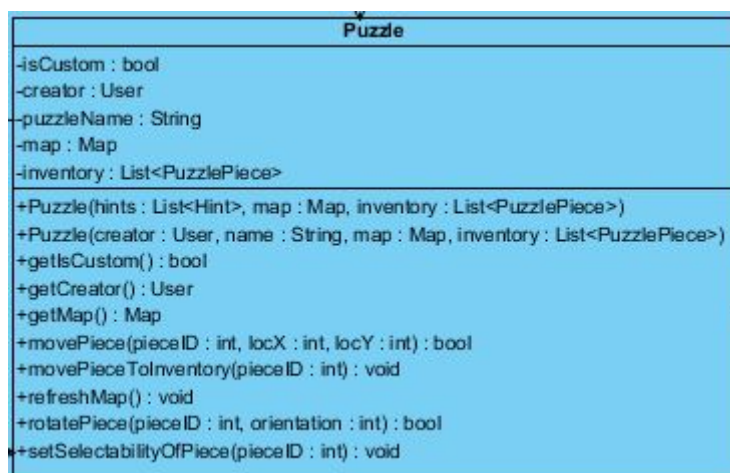 Puzzle
-isCustom : bool
-creator : User
-puzzleName : String
-map : Map
-inventory : List<PuzzlePiece>
+Puzzle(hints : List<Hint>, map : Map, inventory : List<PuzzlePiece>)
+Puzzle(creator : User, name : String, map : Map, inventory : List<PuzzlePiece>)
+getIsCustom() : bool
+getCreator() : User
+getMap() : Map
+movePiece(pieceID : int, locX : int, locY : int) : bool
+movePieceToInventory(pieceID : int) : void
+refreshMap() : void
+rotatePiece(pieceID : int, orientation : int) : bool
+setSelectabilityOfPiece(pieceID : int) : void